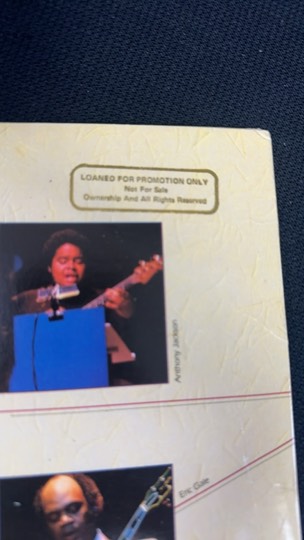 LOANED FOR PROMOTION ONLY
Not For Sale
Ownership And All Rights Reserved
Anthony Jackson
Eric Gale